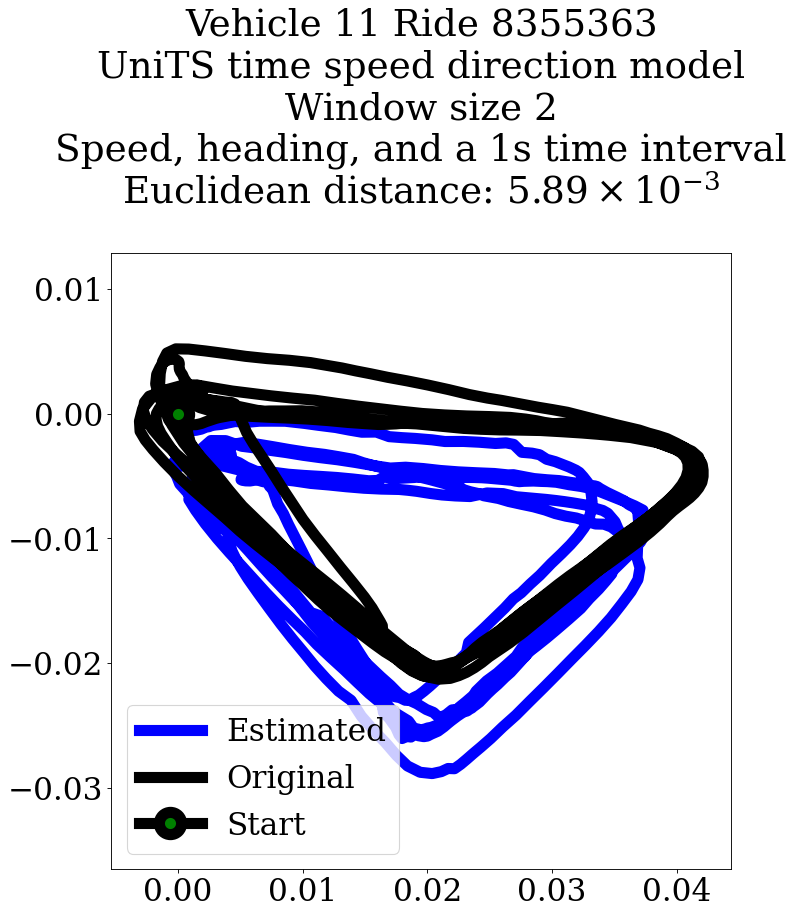 Vehicle 11 Ride 8355363
UniTS time speed direction model
Window size 2
Speed, heading, and a 1s time interval
Euclidean distance: 5.89 × 10⁻³
0.01
0.00
−0.01
−0.02
−0.03
Estimated
Original
Start
0.00 0.01 0.02 0.03 0.04